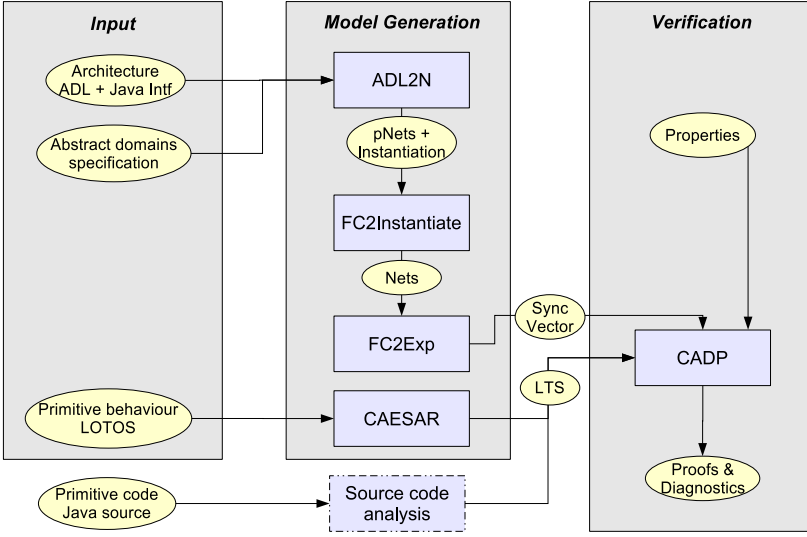 Input
Model Generation
Verification
Architecture
ADL + Java Intf
ADL2N
Abstract domains
specification
pNets +
Instantiation
Properties
FC2Instantiate
Nets
Sync
Vector
FC2Exp
CADP
LTS
Primitive behaviour
LOTOS
CAESAR
Proofs &
Diagnostics
Primitive code
Java source
Source code
analysis